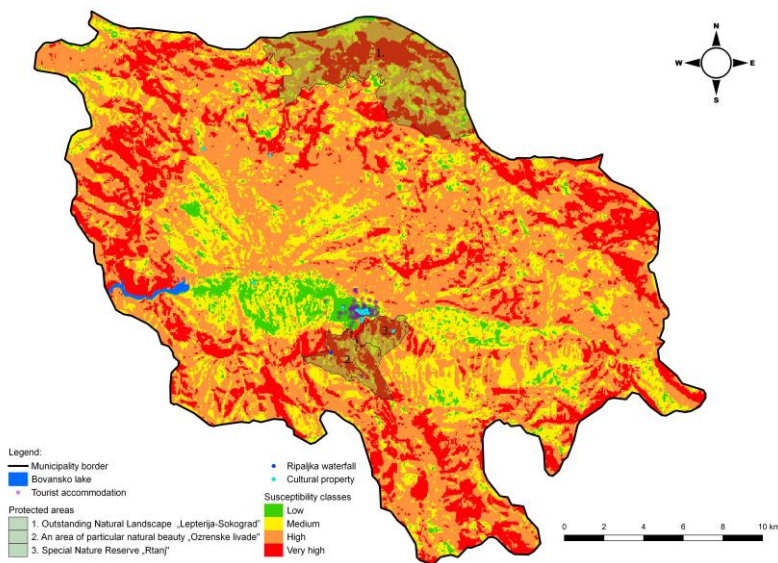 N
W E
S
1.
3.
2.
Legend:
Municipality border
Bovansko lake
Tourist accommodation
Protected areas
1. Outstanding Natural Landscape „Lepterija-Sokograd"
2. An area of particular natural beauty „Ozrenske livade"
3. Special Nature Reserve „Rtanj"
Ripaljka waterfall
Cultural property
Susceptibility classes
Low
Medium
High
Very high
0 2 4 6 8 10 km